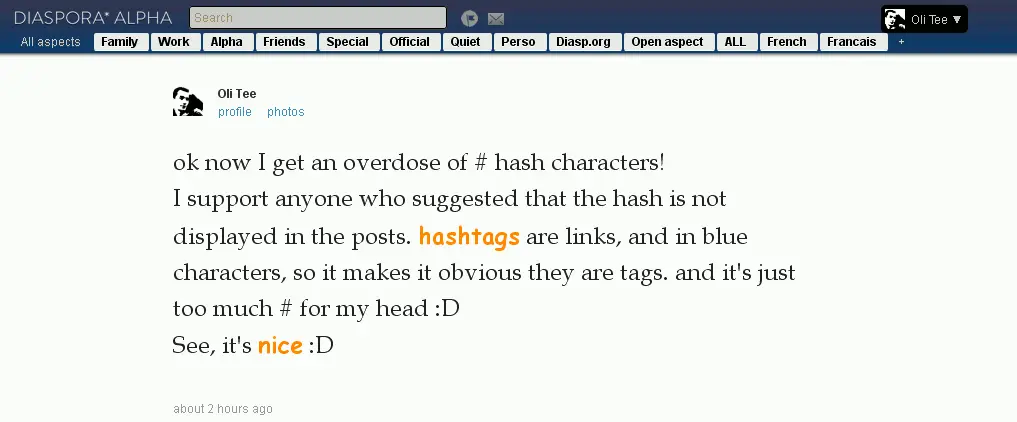 DIASPORA* ALPHA Search Oli Tee ▼
All aspects Family Work Alpha Friends Special Official Quiet Perso Diasp.org Open aspect ALL French Francais +
Oli Tee
profile photos
ok now I get an overdose of # hash characters!
I support anyone who suggested that the hash is not
displayed in the posts. hashtags are links, and in blue
characters, so it makes it obvious they are tags. and it's just
too much # for my head :D
See, it's nice :D
about 2 hours ago